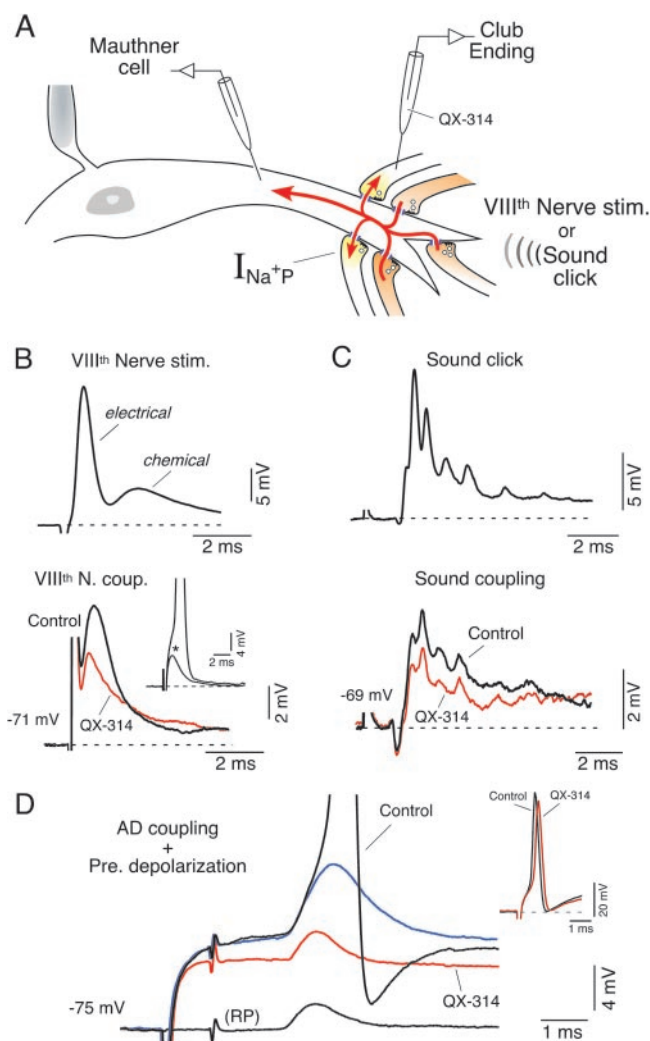 A
Mauthner
cell
Club
Ending
QX-314
VIIIth Nerve stim.
or
Sound
click
INa+P
B
VIIIth Nerve stim.
electrical
chemical
5 mV
2 ms
C
Sound click
5 mV
2 ms
VIIIth N. coup.
Control
*
4 mV
2 ms
-71 mV
QX-314
2 mV
2 ms
Sound coupling
Control
-69 mV
QX-314
2 mV
2 ms
D
AD coupling
+
Pre. depolarization
Control
Control
QX-314
20 mV
1 ms
QX-314
-75 mV
(RP)
4 mV
1 ms